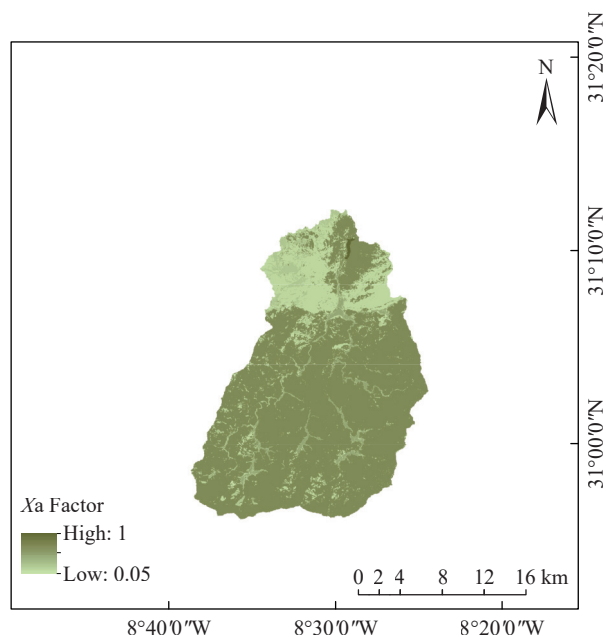 31°20′0″N
N
31°10′0″N
31°00′0″N
Xa Factor
High: 1
Low: 0.05
0 2 4 8 12 16 km
8°40′0″W 8°30′0″W 8°20′0″W